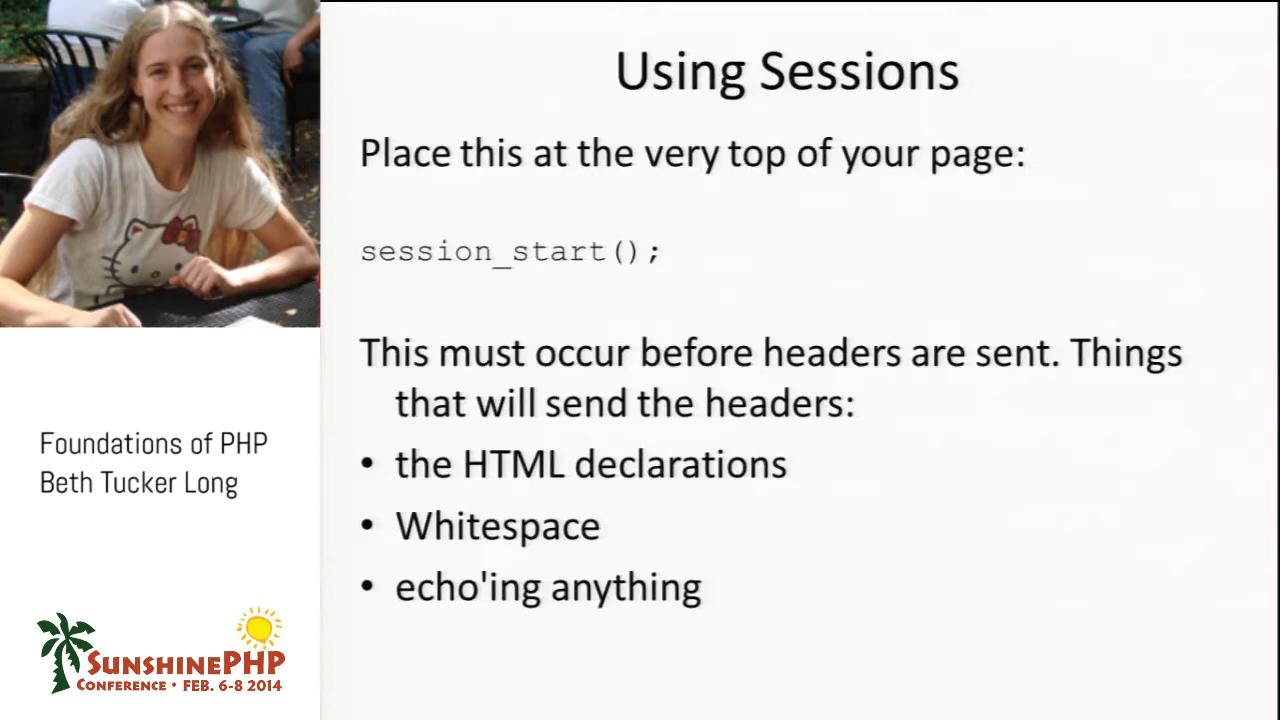 Using Sessions
Place this at the very top of your page:
session_start();
This must occur before headers are sent. Things
that will send the headers:
• the HTML declarations
• Whitespace
• echo'ing anything
Foundations of PHP
Beth Tucker Long
SUNSHINEPHP
CONFERENCE • FEB. 6-8 2014